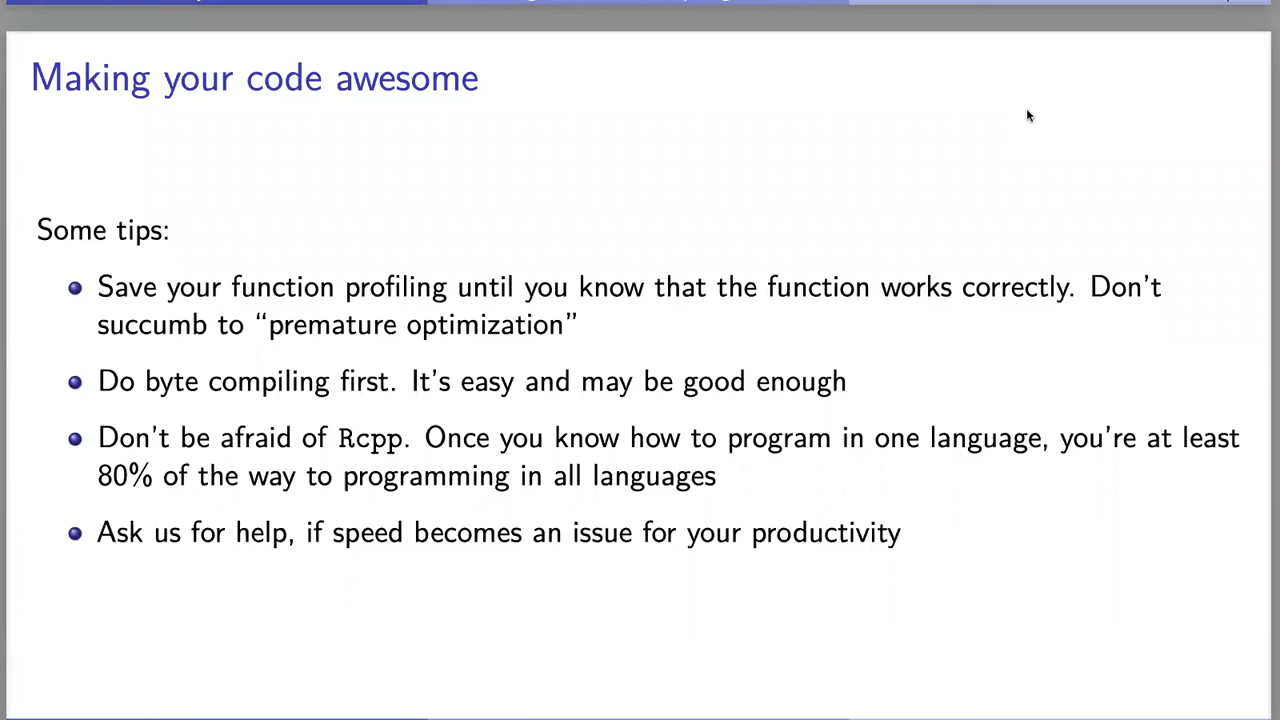 Making your code awesome
Some tips:
Save your function profiling until you know that the function works correctly. Don't
succumb to “premature optimization”
Do byte compiling first. It's easy and may be good enough
Don't be afraid of Rcpp. Once you know how to program in one language, you're at least
80% of the way to programming in all languages
Ask us for help, if speed becomes an issue for your productivity